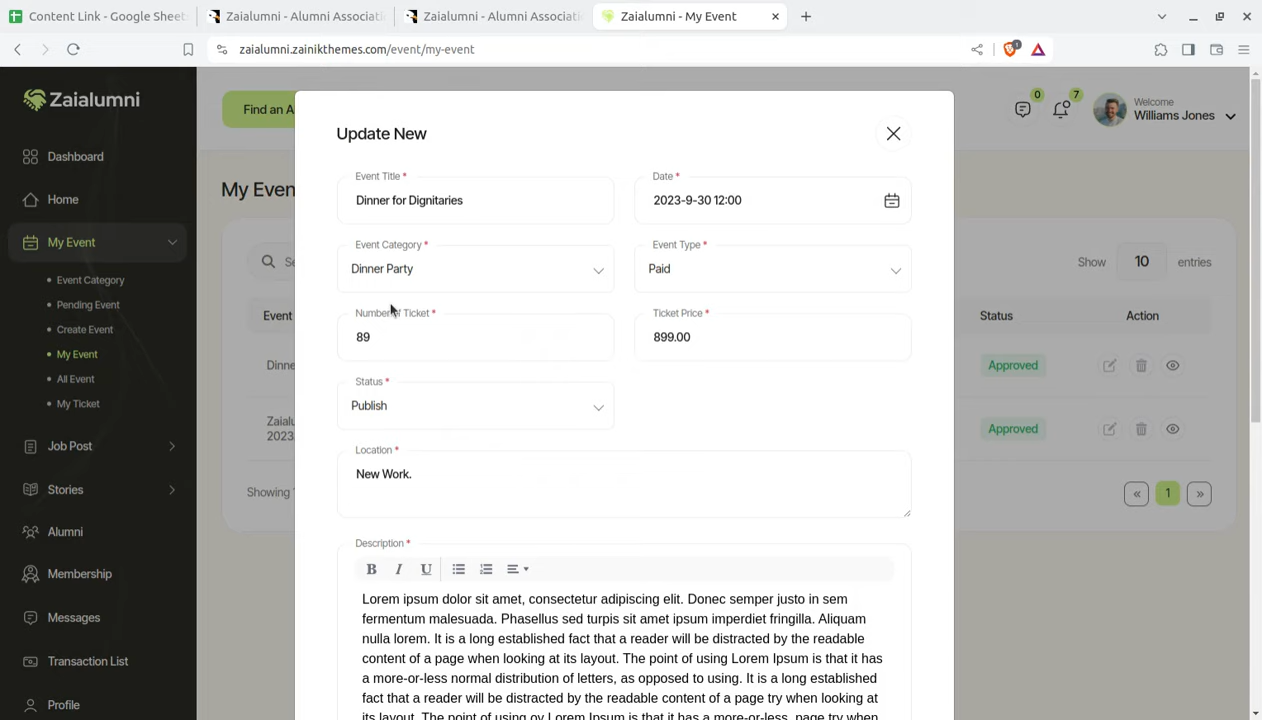 Content Link - Google Sheet
Zaialumni - Alumni Associati
Zaialumni - Alumni Associati
Zaialumni - My Event
zaialumni.zainikthemes.com/event/my-event
1
Zaialumni
Find an A
0
7
Welcome
Williams Jones
Dashboard
Home
My Event
Event Category
Pending Event
Create Event
My Event
All Event
My Ticket
Job Post
Stories
Alumni
Membership
Messages
Transaction List
Profile
My Even
Se
Show 10 entries
Event
Status
Action
Dinne
Approved
Zaialu
2023
Approved
Showing 1
« 1 »
Update New
Event Title *
Dinner for Dignitaries
Date *
2023-9-30 12:00
Event Category *
Dinner Party
Event Type *
Paid
Number of Ticket *
89
Ticket Price *
899.00
Status *
Publish
Location *
New Work.
Description *
B I U
Lorem ipsum dolor sit amet, consectetur adipiscing elit. Donec semper justo in sem
fermentum malesuada. Phasellus sed turpis sit amet ipsum imperdiet fringilla. Aliquam
nulla lorem. It is a long established fact that a reader will be distracted by the readable
content of a page when looking at its layout. The point of using Lorem Ipsum is that it has
a more-or-less normal distribution of letters, as opposed to using. It is a long established
fact that a reader will be distracted by the readable content of a page try when looking at
its layout. The point of using ov Lorem Ipsum is that it has a more-or-less, page try when